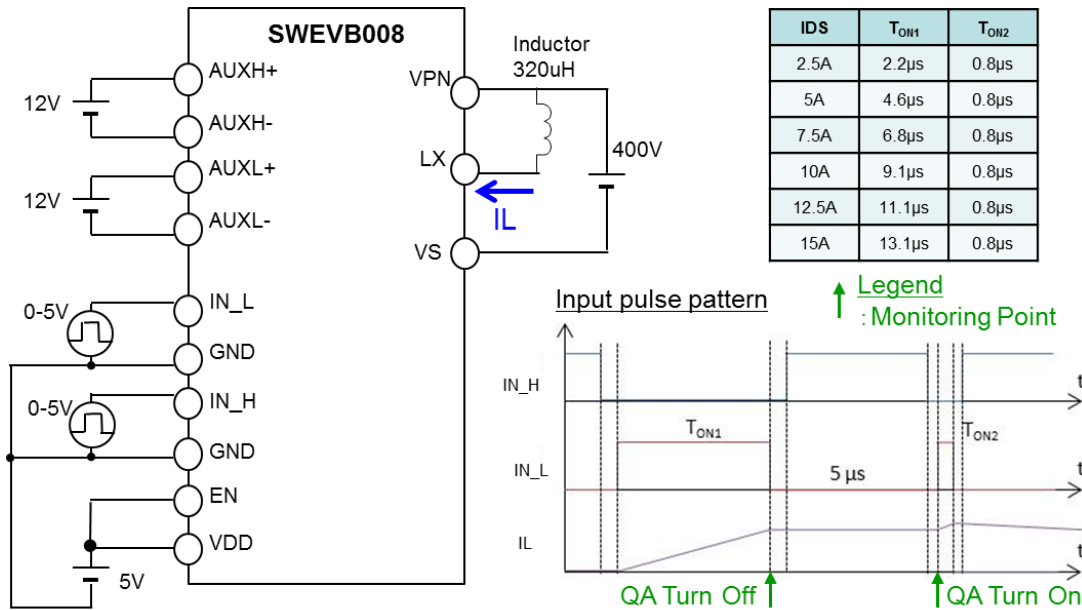 SWEVB008
AUXH+
AUXH-
AUXL+
AUXL-
12V
12V
IN_L
GND
IN_H
GND
EN
VDD
0-5V
0-5V
5V
VPN
LX
VS
Inductor
320uH
400V
IL
IDS TON1 TON2
2.5A 2.2µs 0.8µs
5A 4.6µs 0.8µs
7.5A 6.8µs 0.8µs
10A 9.1µs 0.8µs
12.5A 11.1µs 0.8µs
15A 13.1µs 0.8µs
Legend
: Monitoring Point
Input pulse pattern
IN_H
t
TON1
TON2
IN_L
5 µs
t
IL
t
QA Turn Off
QA Turn On